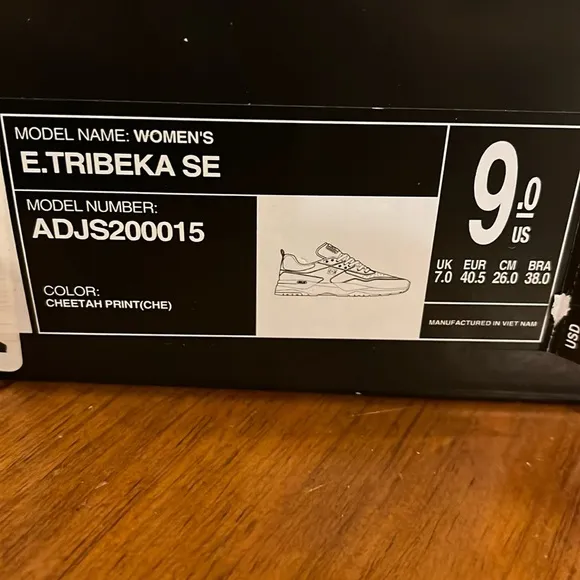 MODEL NAME: WOMEN'S
E.TRIBEKA SE
MODEL NUMBER:
ADJS200015
COLOR:
CHEETAH PRINT(CHE)
9.0
US
UK EUR CM BRA
7.0 40.5 26.0 38.0
MANUFACTURED IN VIET NAM
USD